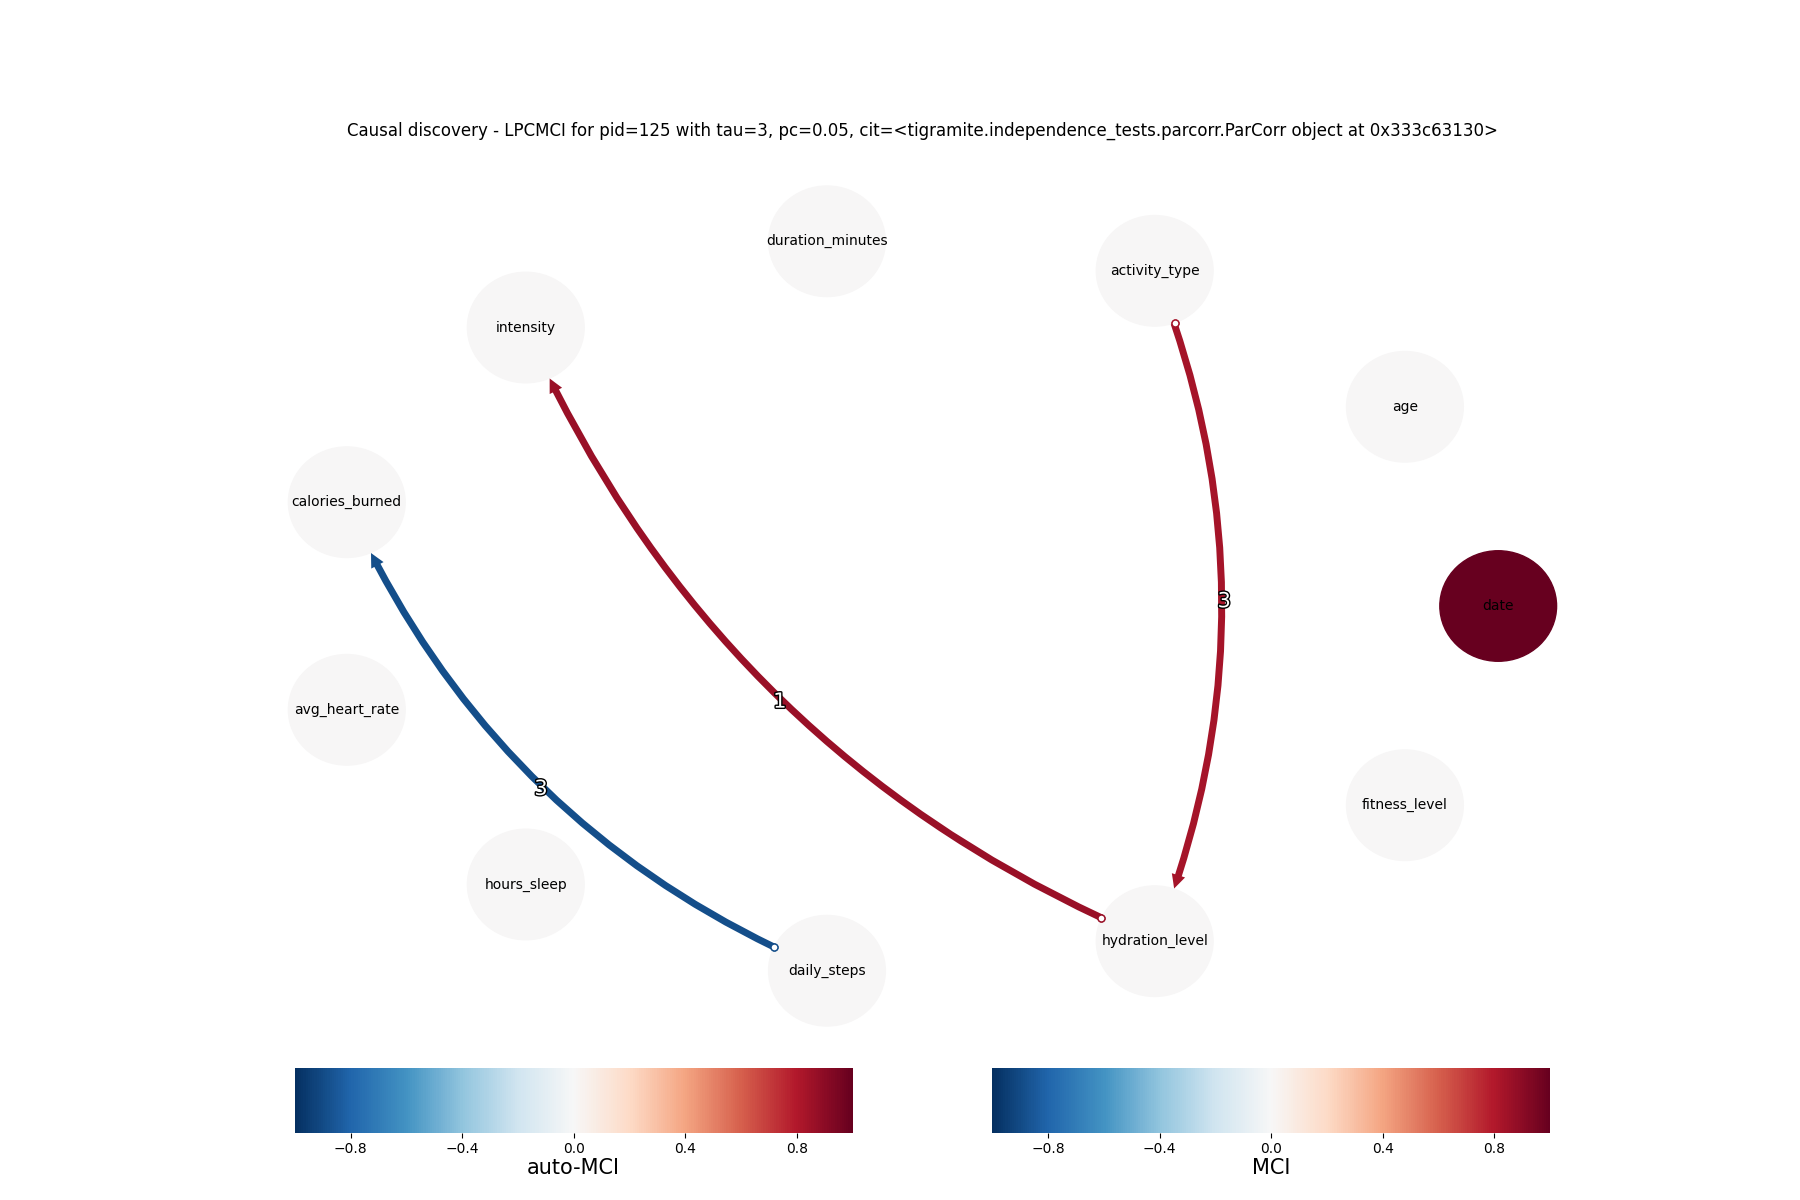 Causal discovery - LPCMCI for pid=125 with tau=3, pc=0.05, cit=<tigramite.independence_tests.parcorr.ParCorr object at 0x333c63130>
duration_minutes
activity_type
intensity
age
calories_burned
3
date
1
avg_heart_rate
3
fitness_level
hours_sleep
hydration_level
daily_steps
−0.8 −0.4 0.0 0.4 0.8
auto-MCI
−0.8 −0.4 0.0 0.4 0.8
MCI